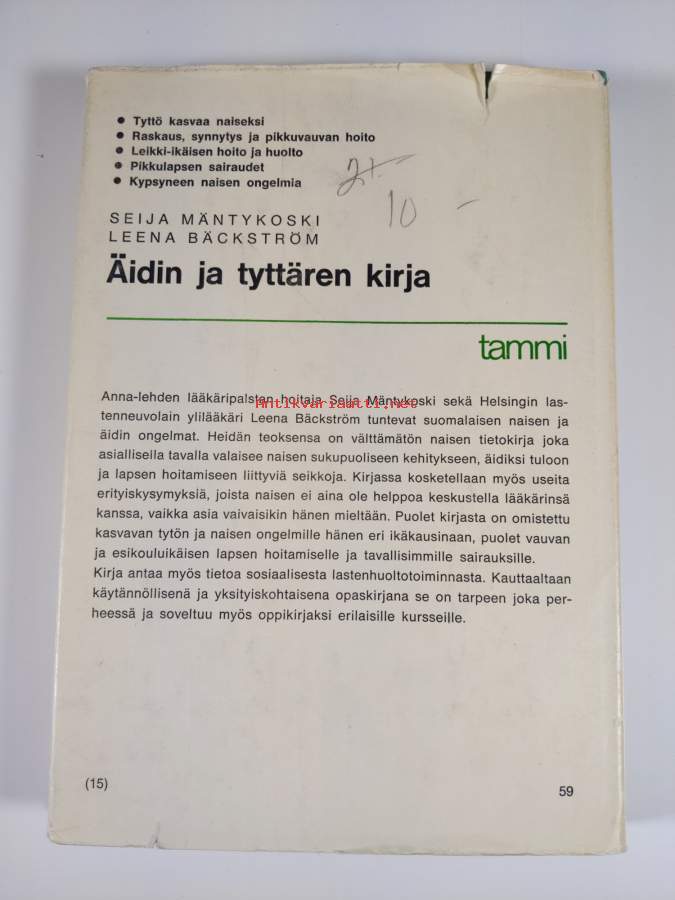 • Tyttö kasvaa naiseksi
• Raskaus, synnytys ja pikkuvauvan hoito
• Leikki-ikäisen hoito ja huolto
• Pikkulapsen sairaudet
• Kypsyneen naisen ongelmia
10 -
SEIJA MÄNTYKOSKI
LEENA BÄCKSTRÖM
Äidin ja tyttären kirja
tammi
Anna-lehden lääkäripalstan hoitaja Seija Mäntykoski sekä Helsingin las-
Antikvariaatti.net
tenneuvolain ylilääkäri Leena Bäckström tuntevat suomalaisen naisen ja
äidin ongelmat. Heidän teoksensa on välttämätön naisen tietokirja joka
asiallisella tavalla valaisee naisen sukupuoliseen kehitykseen, äidiksi tuloon
ja lapsen hoitamiseen liittyviä seikkoja. Kirjassa kosketellaan myös useita
erityiskysymyksiä, joista naisen ei aina ole helppoa keskustella lääkärinsä
kanssa, vaikka asia vaivaisikin hänen mieltään. Puolet kirjasta on omistettu
kasvavan tytön ja naisen ongelmille hänen eri ikäkausinaan, puolet vauvan
ja esikouluikäisen lapsen hoitamiselle ja tavallisimmille sairauksille.
Kirja antaa myös tietoa sosiaalisesta lastenhuoltotoiminnasta. Kauttaaltaan
käytännöllisenä ja yksityiskohtaisena opaskirjana se on tarpeen joka per-
heessä ja soveltuu myös oppikirjaksi erilaisille kursseille.
(15)
59